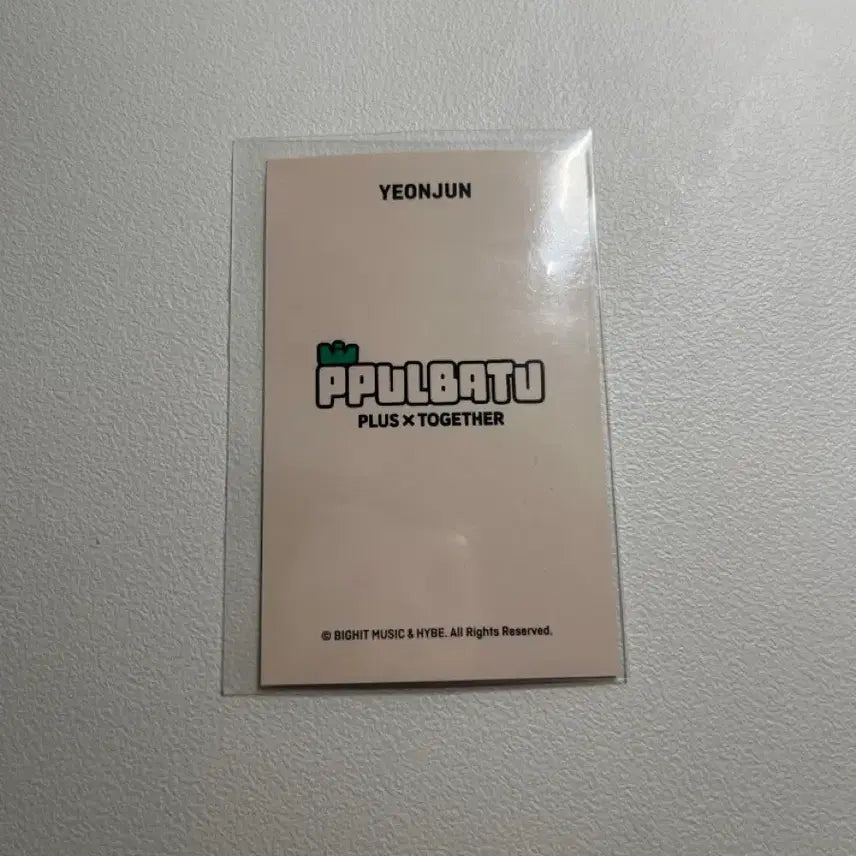 YEONJUN
PPULBATU
PLUS × TOGETHER
© BIGHIT MUSIC & HYBE. All Rights Reserved.